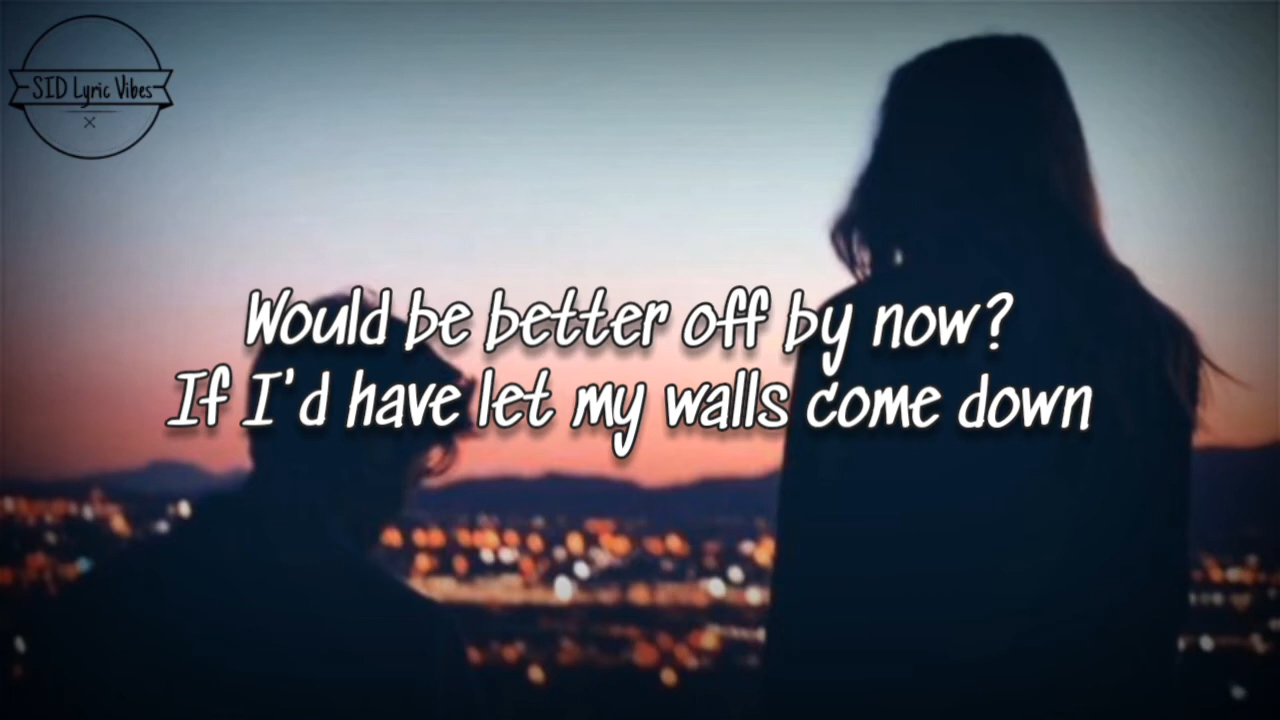 SID Lyric Vibes
Would be better off by now?
If I'd have let my walls come down